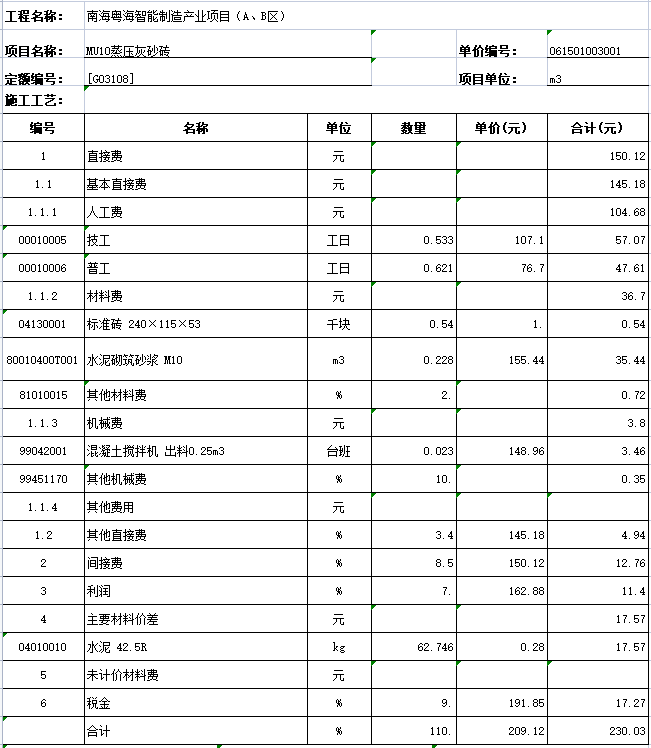 工程名称： 南海粤海智能制造产业项目（A、B区）
项目名称： MU10蒸压灰砂砖 单价编号： 061501003001
定额编号： [G03108] 项目单位： m3
施工工艺：
编号 名称 单位 数量 单价(元) 合计(元)
1 直接费 元 150.12
1.1 基本直接费 元 145.18
1.1.1 人工费 元 104.68
00010005 技工 工日 0.533 107.1 57.07
00010006 普工 工日 0.621 76.7 47.61
1.1.2 材料费 元 36.7
04130001 标准砖 240×115×53 千块 0.54 1. 0.54
80010400T001 水泥砌筑砂浆 M10 m3 0.228 155.44 35.44
81010015 其他材料费 % 2. 0.72
1.1.3 机械费 元 3.8
99042001 混凝土搅拌机 出料0.25m3 台班 0.023 148.96 3.46
99451170 其他机械费 % 10. 0.35
1.1.4 其他费用 元
1.2 其他直接费 % 3.4 145.18 4.94
2 间接费 % 8.5 150.12 12.76
3 利润 % 7. 162.88 11.4
4 主要材料价差 元 17.57
04010010 水泥 42.5R kg 62.746 0.28 17.57
5 未计价材料费 元
6 税金 % 9. 191.85 17.27
合计 % 110. 209.12 230.03